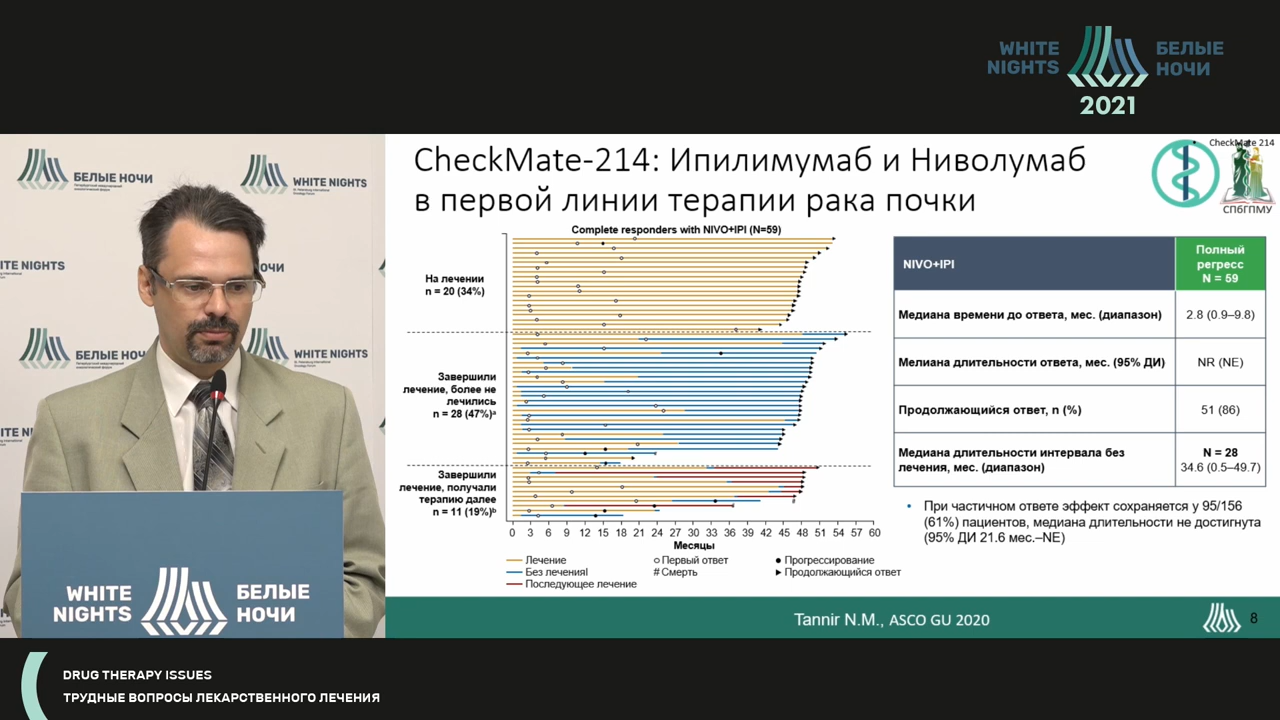 WHITE
NIGHTS
БЕЛЫЕ
НОЧИ
2021
БЕЛЫЕ НОЧИ
WHITE NIGHTS
NIGHTS
НОЧИ
БЕЛЫЕ НОЧ
WHITE NIGHTS
WHITE
NIGHTS
БЕЛЫЕ
НОЧИ
CheckMate-214: Ипилимумаб и Ниволумаб
в первой линии терапии рака почки
• CheckMate 214
СПбГПМУ
Complete responders with NIVO+IPI (N=59)
На лечении
n = 20 (34%)
Завершили
лечение, более не
лечились
n = 28 (47%)ᵃ
Завершили
лечение, получали
терапию далее
n = 11 (19%)ᵇ
0 3 6 9 12 15 18 21 24 27 30 33 36 39 42 45 48 51 54 57 60
Месяцы
Лечение
Первый ответ
Прогрессирование
Без лечения!
# Смерть
Продолжающийся ответ
Последующее лечение
NIVO+IPI
Полный
регресс
N = 59
Медиана времени до ответа, мес. (диапазон) 2.8 (0.9–9.8)
Мелиана длительности ответа, мес. (95% ДИ) NR (NE)
Продолжающийся ответ, n (%) 51 (86)
Медиана длительности интервала без
лечения, мес. (диапазон)
N = 28
34.6 (0.5–49.7)
• При частичном ответе эффект сохраняется у 95/156
(61%) пациентов, медиана длительности не достигнута
(95% ДИ 21.6 мес.–NE)
Tannir N.M., ASCO GU 2020
8
DRUG THERAPY ISSUES
ТРУДНЫЕ ВОПРОСЫ ЛЕКАРСТВЕННОГО ЛЕЧЕНИЯ